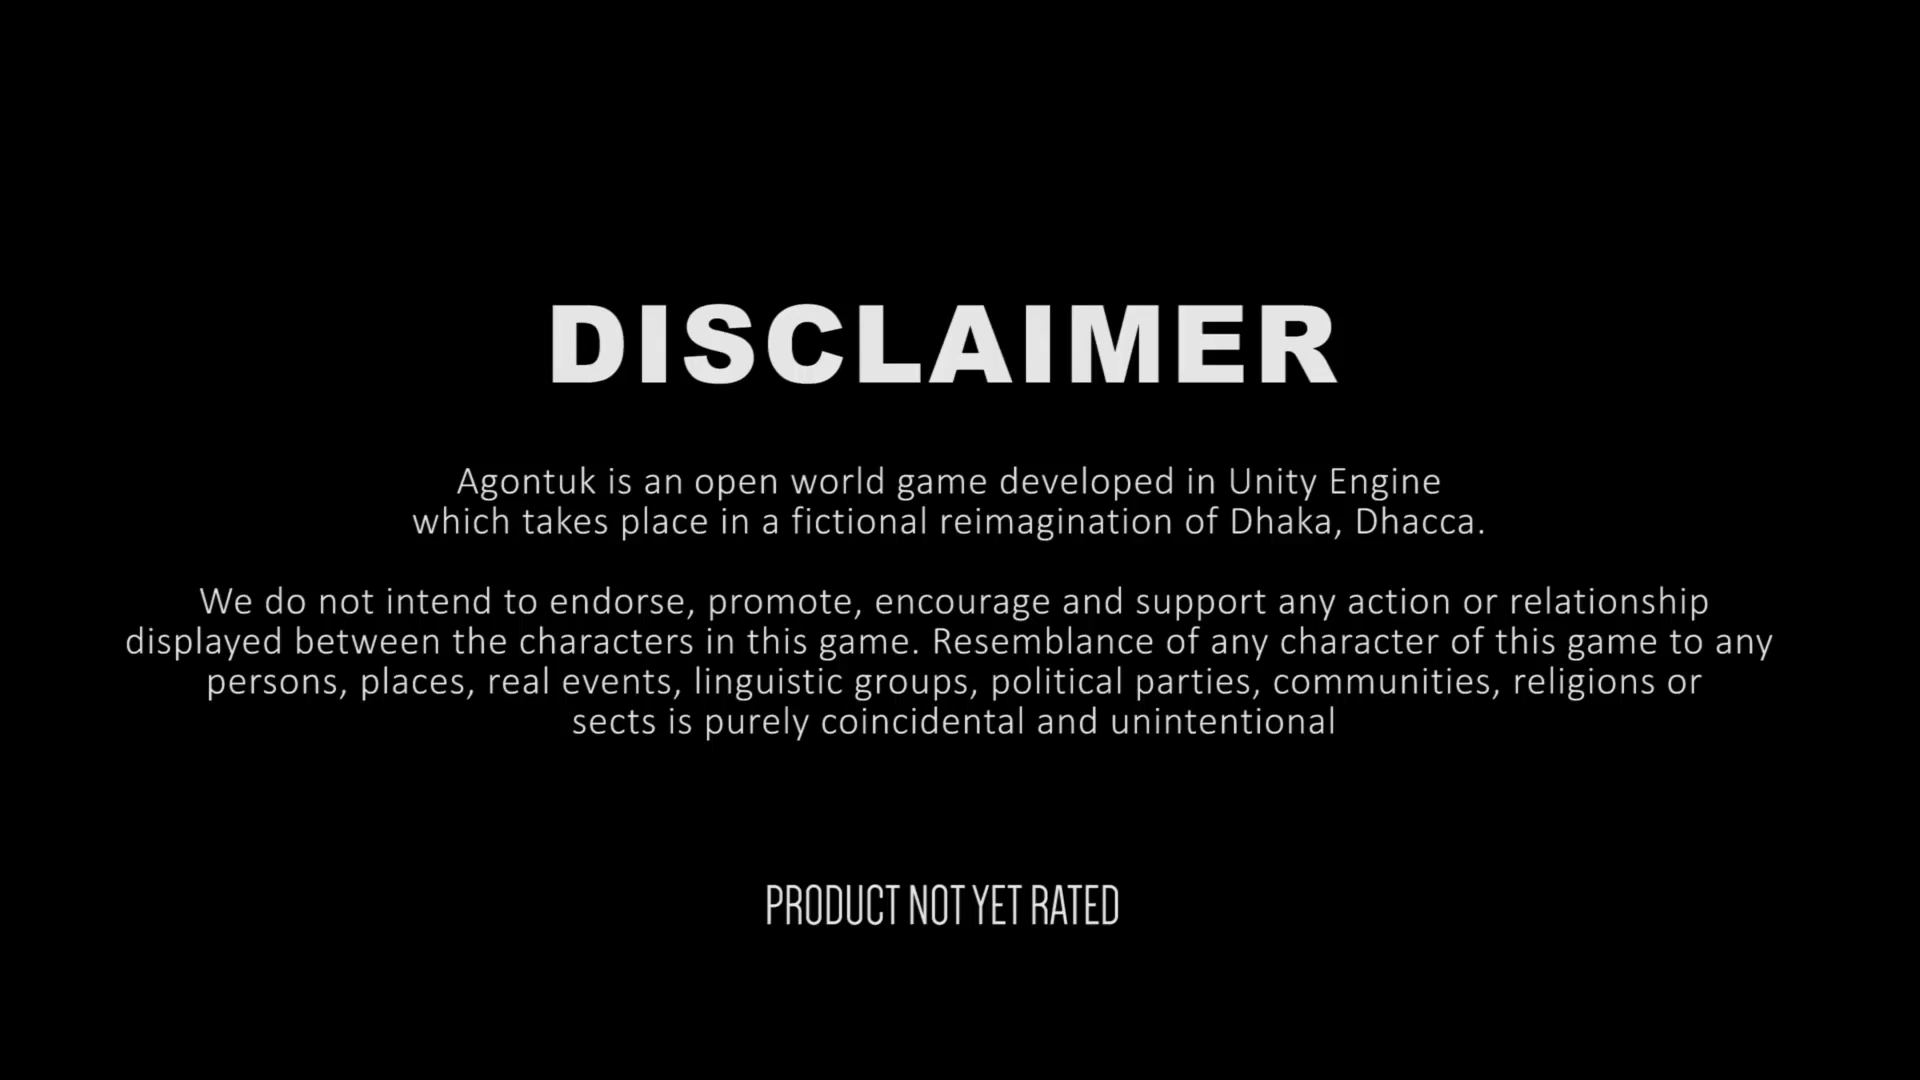 DISCLAIMER
Agontuk is an open world game developed in Unity Engine
which takes place in a fictional reimagination of Dhaka, Dhacca.
We do not intend to endorse, promote, encourage and support any action or relationship
displayed between the characters in this game. Resemblance of any character of this game to any
persons, places, real events, linguistic groups, political parties, communities, religions or
sects is purely coincidental and unintentional
PRODUCT NOT YET RATED